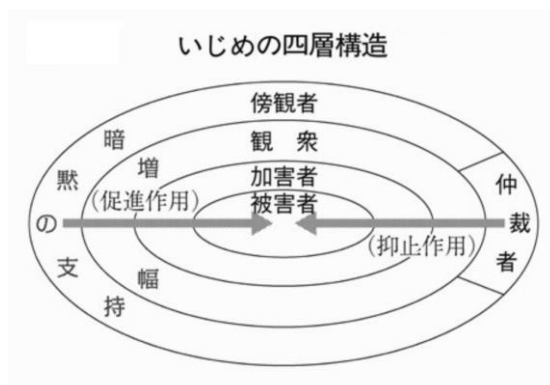 いじめの四層構造
傍観者
観 衆
加害者
被害者
暗黙の支持
増幅
(促進作用)
(抑止作用)
仲裁者